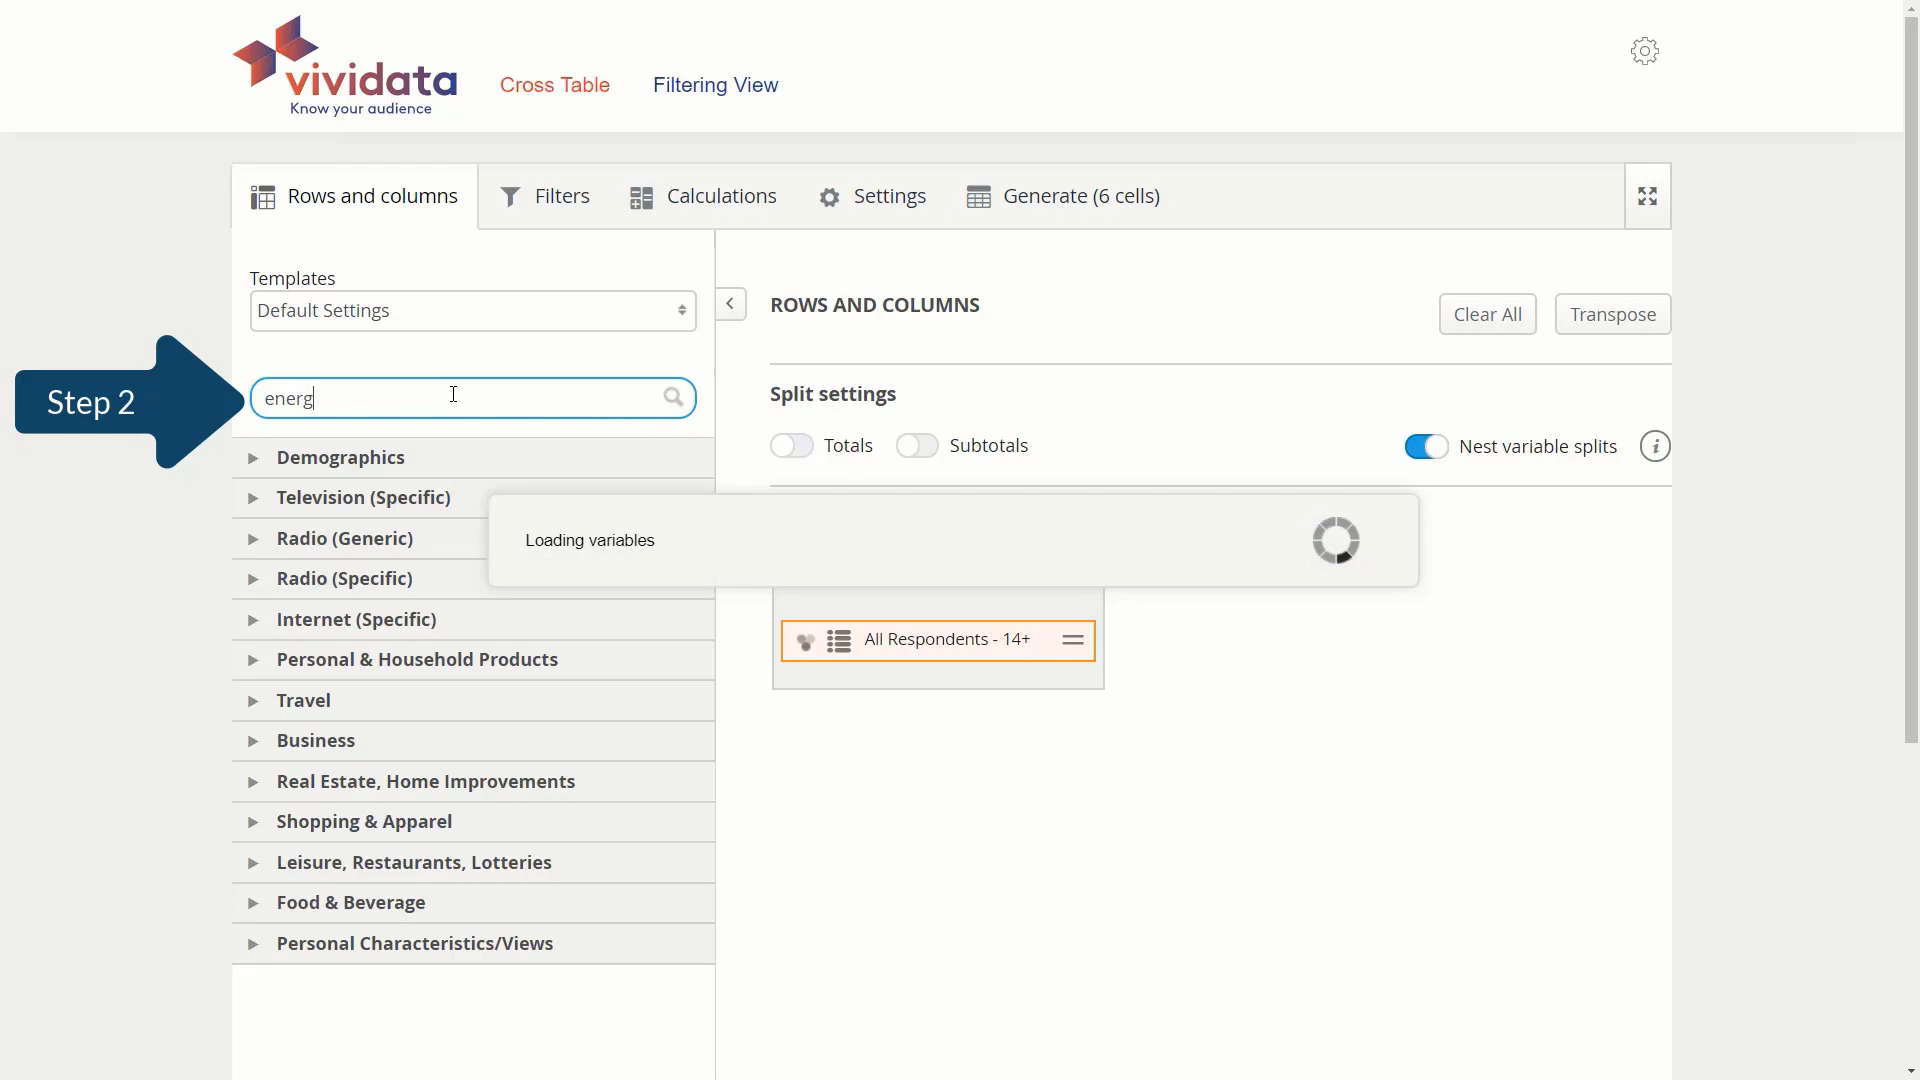 vividata
Know your audience
Cross Table
Filtering View
Rows and columns
Filters
Calculations
Settings
Generate (6 cells)
Templates
Default Settings
ROWS AND COLUMNS
Clear All
Transpose
Step 2
energ
Split settings
Totals
Subtotals
Nest variable splits
i
Demographics
Television (Specific)
Radio (Generic)
Loading variables
Radio (Specific)
Internet (Specific)
All Respondents - 14+
Personal & Household Products
Travel
Business
Real Estate, Home Improvements
Shopping & Apparel
Leisure, Restaurants, Lotteries
Food & Beverage
Personal Characteristics/Views